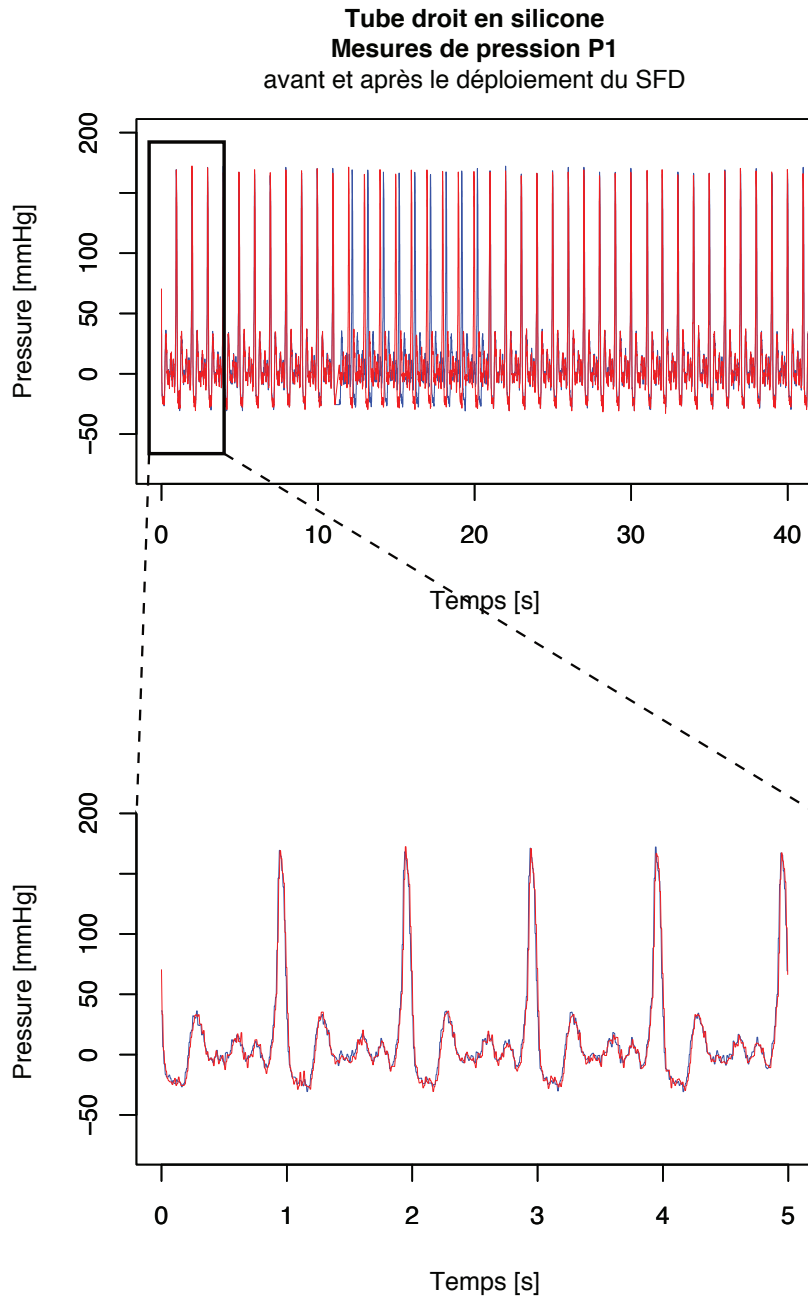 Tube droit en silicone
Mesures de pression P1
avant et après le déploiement du SFD
Pressure [mmHg]
200
100
50
0
−50
0 10 20 30 40
Temps [s]
Pressure [mmHg]
200
100
50
0
−50
0 1 2 3 4 5
Temps [s]